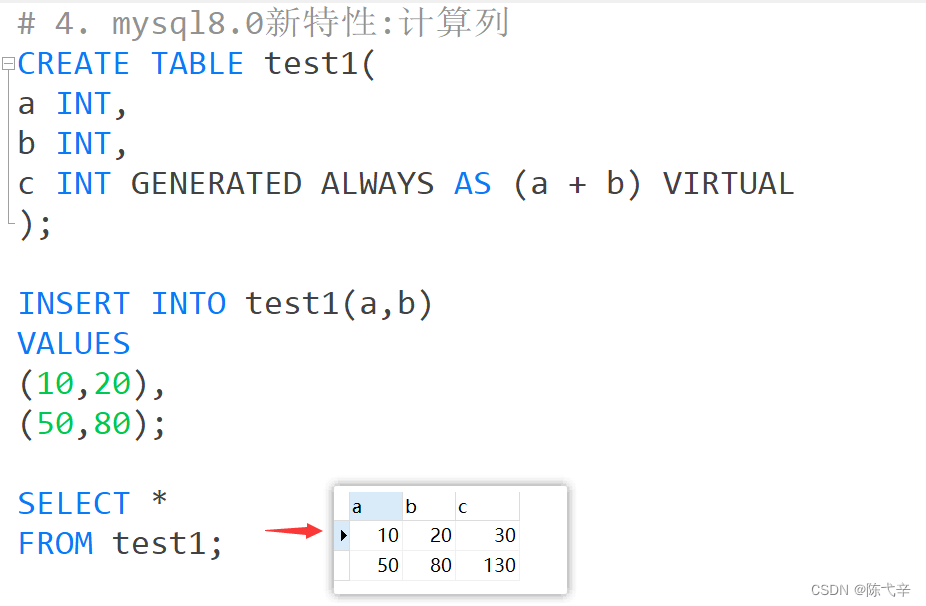 # 4. mysql8.0新特性:计算列
CREATE TABLE test1(
a INT,
b INT,
c INT GENERATED ALWAYS AS (a + b) VIRTUAL
);
INSERT INTO test1(a,b)
VALUES
(10,20),
(50,80);
SELECT *
FROM test1;
a b c
10 20 30
50 80 130
CSDN @陈弋辛